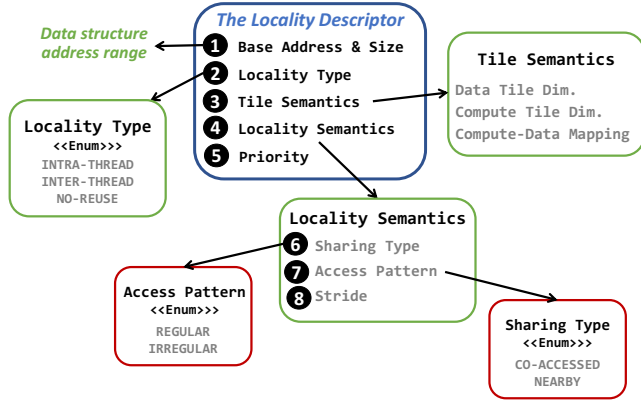 The Locality Descriptor
Data structure
address range
1 Base Address & Size
2 Locality Type
3 Tile Semantics
4 Locality Semantics
5 Priority
Tile Semantics
Data Tile Dim.
Compute Tile Dim.
Compute-Data Mapping
Locality Type
<<Enum>>>
INTRA-THREAD
INTER-THREAD
NO-REUSE
Locality Semantics
6 Sharing Type
7 Access Pattern
8 Stride
Access Pattern
<<Enum>>>
REGULAR
IRREGULAR
Sharing Type
<<Enum>>>
CO-ACCESSED
NEARBY